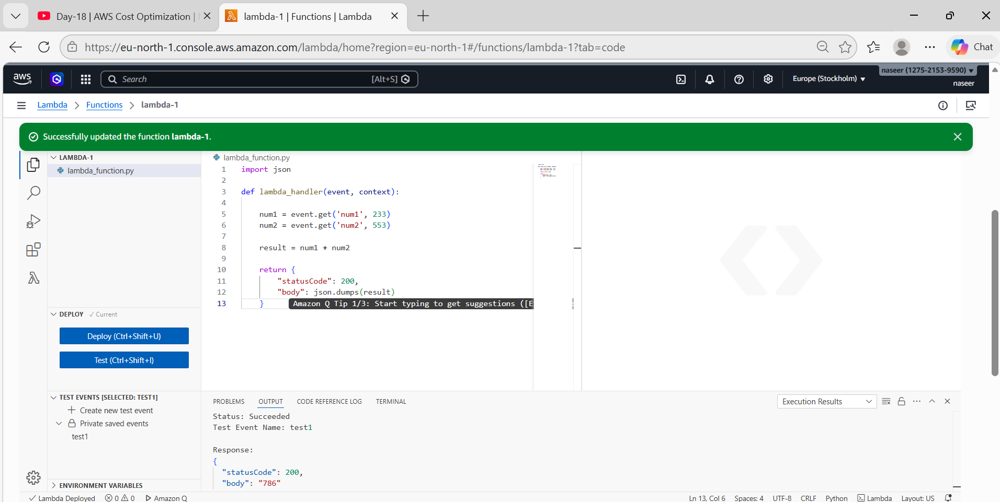 Day-18 | AWS Cost Optimization |
lambda-1 | Functions | Lambda
https://eu-north-1.console.aws.amazon.com/lambda/home?region=eu-north-1#/functions/lambda-1?tab=code
Chat
aws
Search
[Alt+S]
Europe (Stockholm)
naseer (1275-2153-9590)
naseer
Lambda
Functions
lambda-1
Successfully updated the function lambda-1.
LAMBDA-1
lambda_function.py
DEPLOY
Current
Deploy (Ctrl+Shift+U)
Test (Ctrl+Shift+I)
TEST EVENTS [SELECTED: TEST1]
Create new test event
Private saved events
test1
ENVIRONMENT VARIABLES
lambda_function.py
1 import json
2
3 def lambda_handler(event, context):
4
5 num1 = event.get('num1', 233)
6 num2 = event.get('num2', 553)
7
8 result = num1 + num2
9
10 return {
11 "statusCode": 200,
12 "body": json.dumps(result)
13 } Amazon Q Tip 1/3: Start typing to get suggestions ([E
PROBLEMS OUTPUT CODE REFERENCE LOG TERMINAL
Execution Results
Status: Succeeded
Test Event Name: test1
Response:
{
"statusCode": 200,
"body": "786"
Lambda Deployed 0 0 Amazon Q Ln 13, Col 6 Spaces: 4 UTF-8 CRLF Python Lambda Layout: US